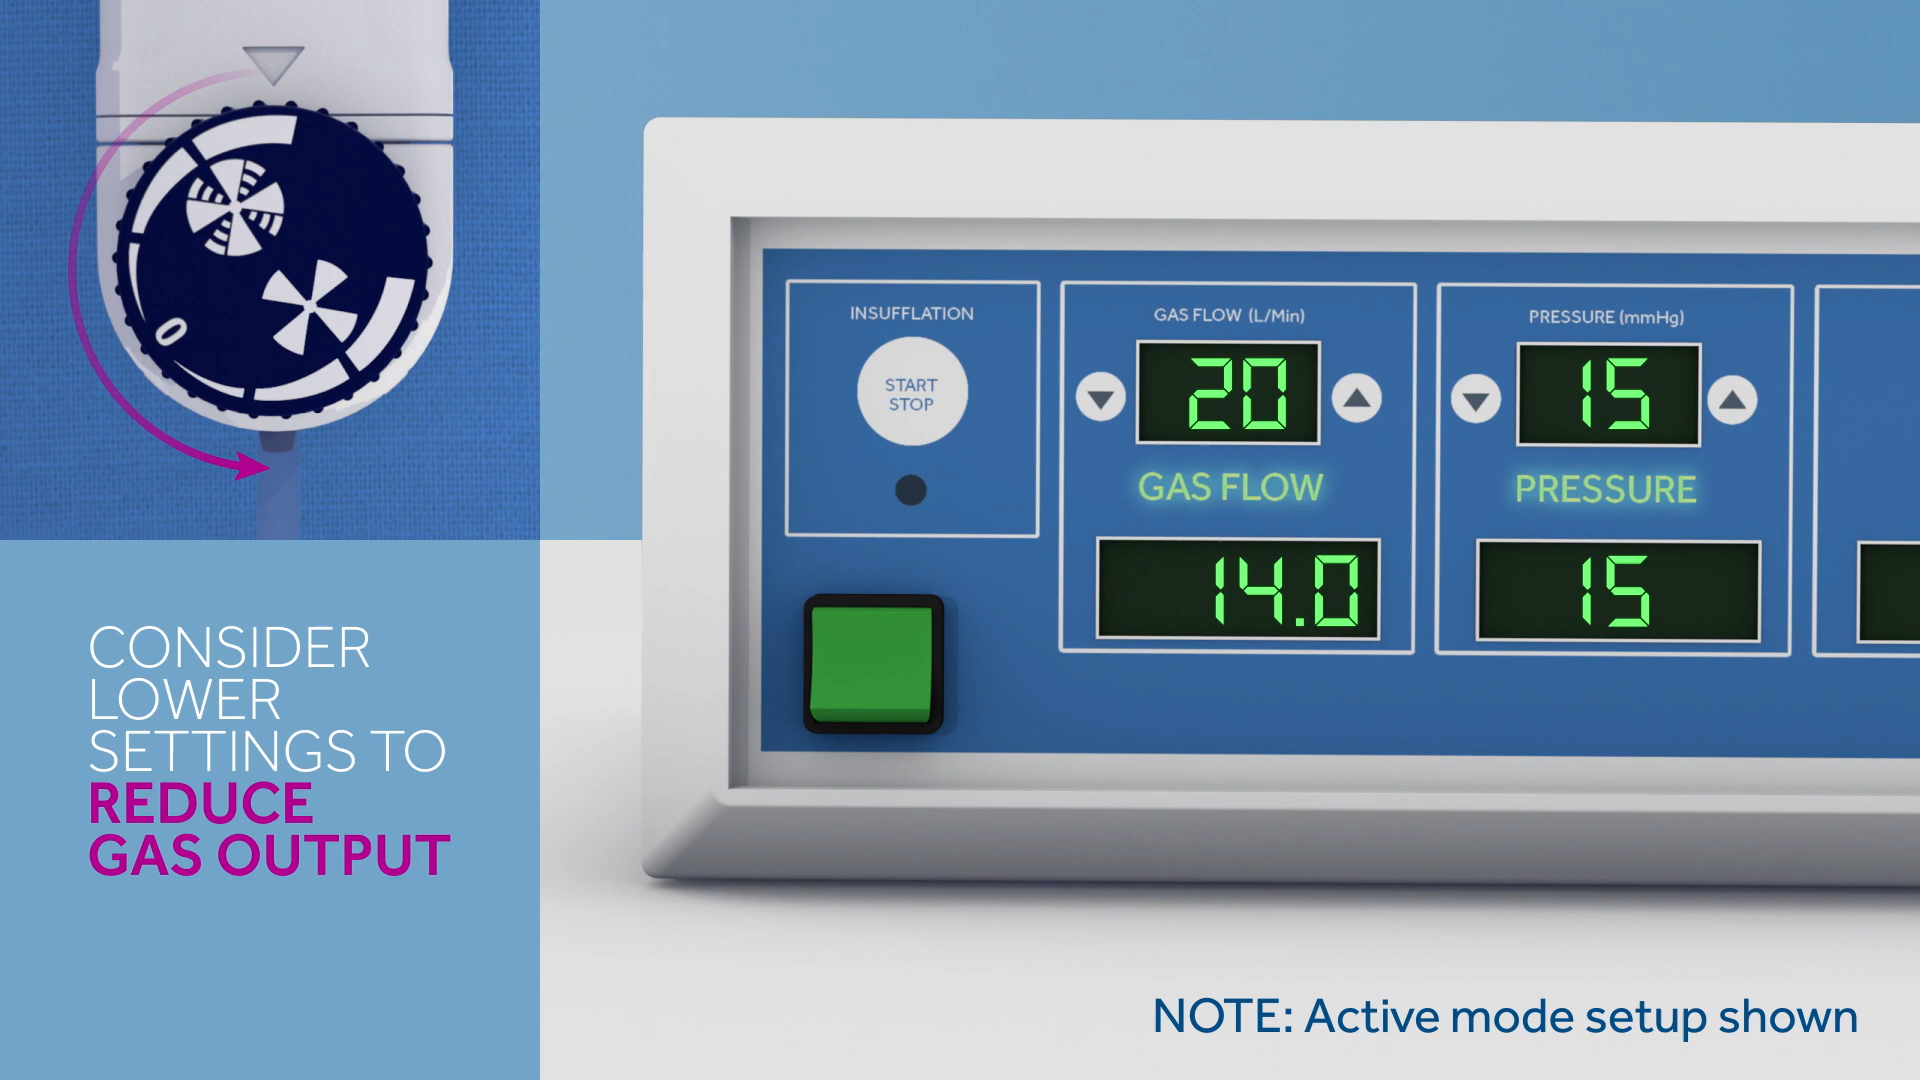 0
CONSIDER
LOWER
SETTINGS TO
REDUCE
GAS OUTPUT
INSUFFLATION
START
STOP
GAS FLOW (L/Min)
20
GAS FLOW
14.0
PRESSURE (mmHg)
15
PRESSURE
15
NOTE: Active mode setup shown